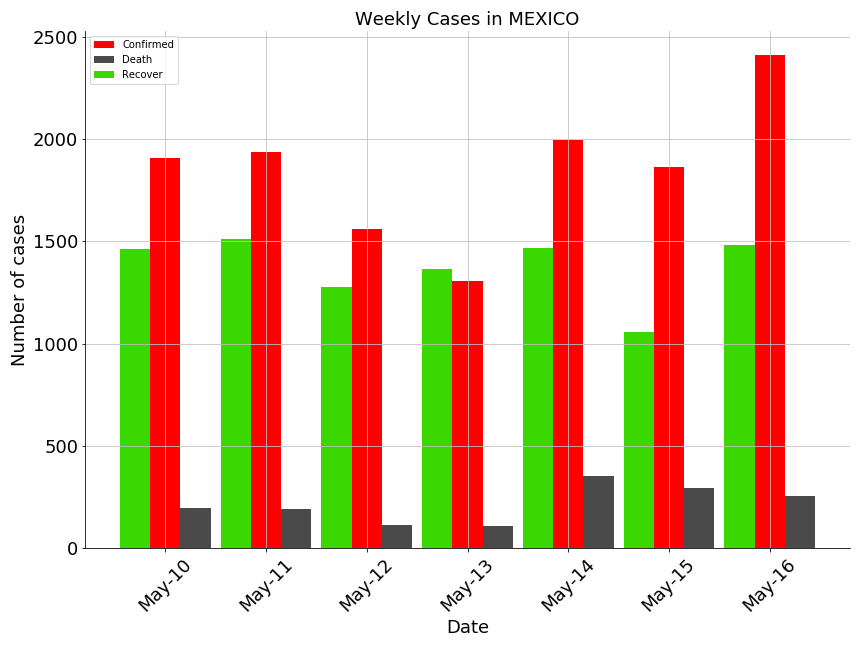 Weekly Cases in MEXICO
Confirmed
Death
Recover
Number of cases
2500
2000
1500
1000
500
0
May-10
May-11
May-12
May-13
May-14
May-15
May-16
Date